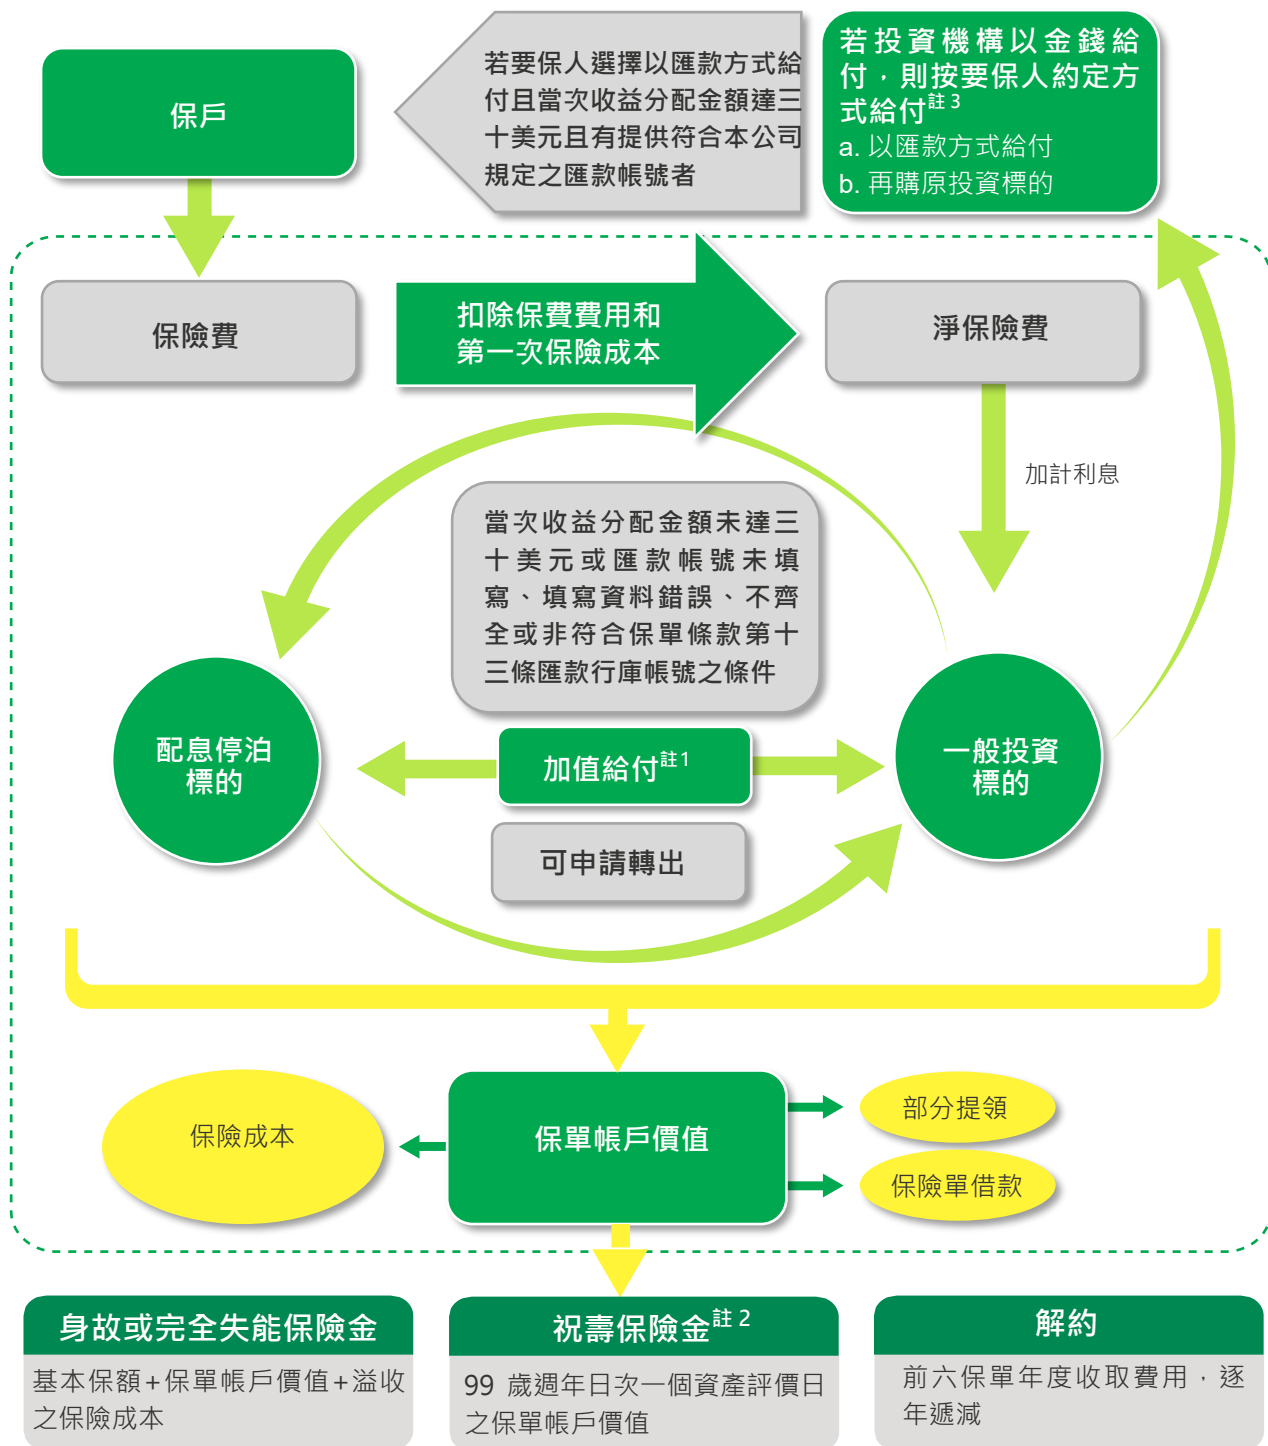 保戶
若要保人選擇以匯款方式給
付且當次收益分配金額達三
十美元且有提供符合本公司
規定之匯款帳號者
若投資機構以金錢給
付，則按要保人約定方
式給付註3
a. 以匯款方式給付
b. 再購原投資標的
保險費
扣除保費費用和
第一次保險成本
淨保險費
加計利息
當次收益分配金額未達三
十美元或匯款帳號未填
寫、填寫資料錯誤、不齊
全或非符合保單條款第十
三條匯款行庫帳號之條件
配息停泊
標的
加值給付註1
一般投資
標的
可申請轉出
保險成本
保單帳戶價值
部分提領
保險單借款
身故或完全失能保險金
基本保額+保單帳戶價值+溢收
之保險成本
祝壽保險金註2
99 歲週年日次一個資產評價日
之保單帳戶價值
解約
前六保單年度收取費用，逐
年遞減